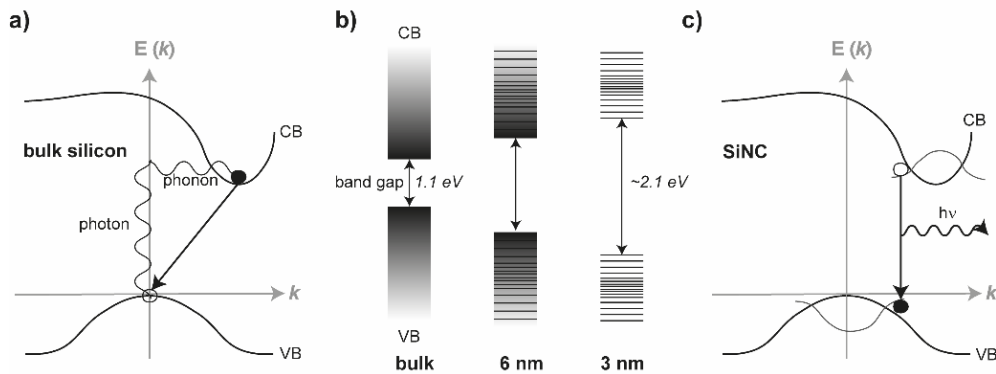 a)
E (k)
bulk silicon
CB
phonon
photon
k
VB
b)
CB
band gap
1.1 eV
~2.1 eV
VB
bulk
6 nm
3 nm
c)
E (k)
CB
SiNC
hν
k
VB